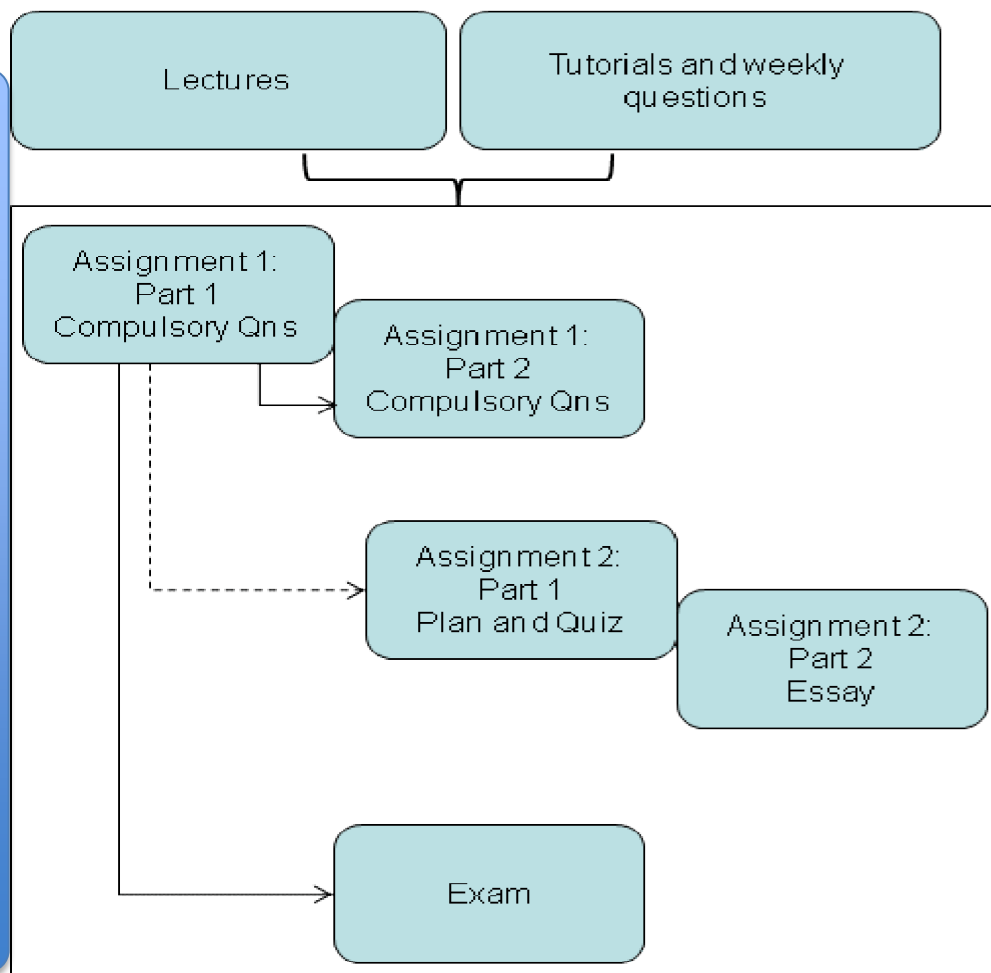 Lectures
Tutorials and weekly
questions
Assignment 1:
Part 1
Compulsory Qns
Assignment 1:
Part 2
Compulsory Qns
Assignment 2:
Part 1
Plan and Quiz
Assignment 2:
Part 2
Essay
Exam